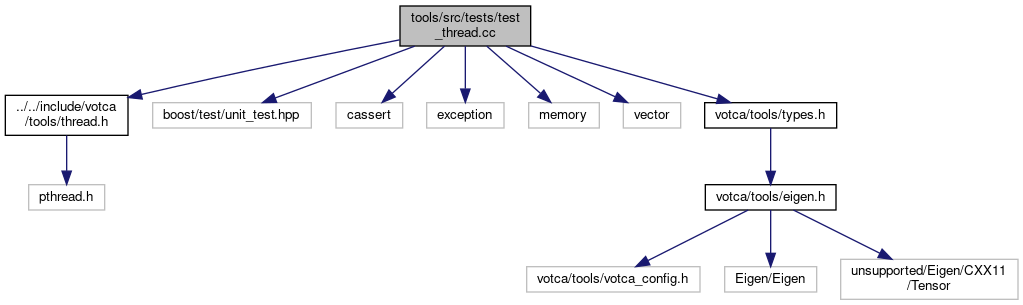 tools/src/tests/test
_thread.cc
../../include/votca
/tools/thread.h
boost/test/unit_test.hpp
cassert
exception
memory
vector
votca/tools/types.h
pthread.h
votca/tools/eigen.h
votca/tools/votca_config.h
Eigen/Eigen
unsupported/Eigen/CXX11
/Tensor